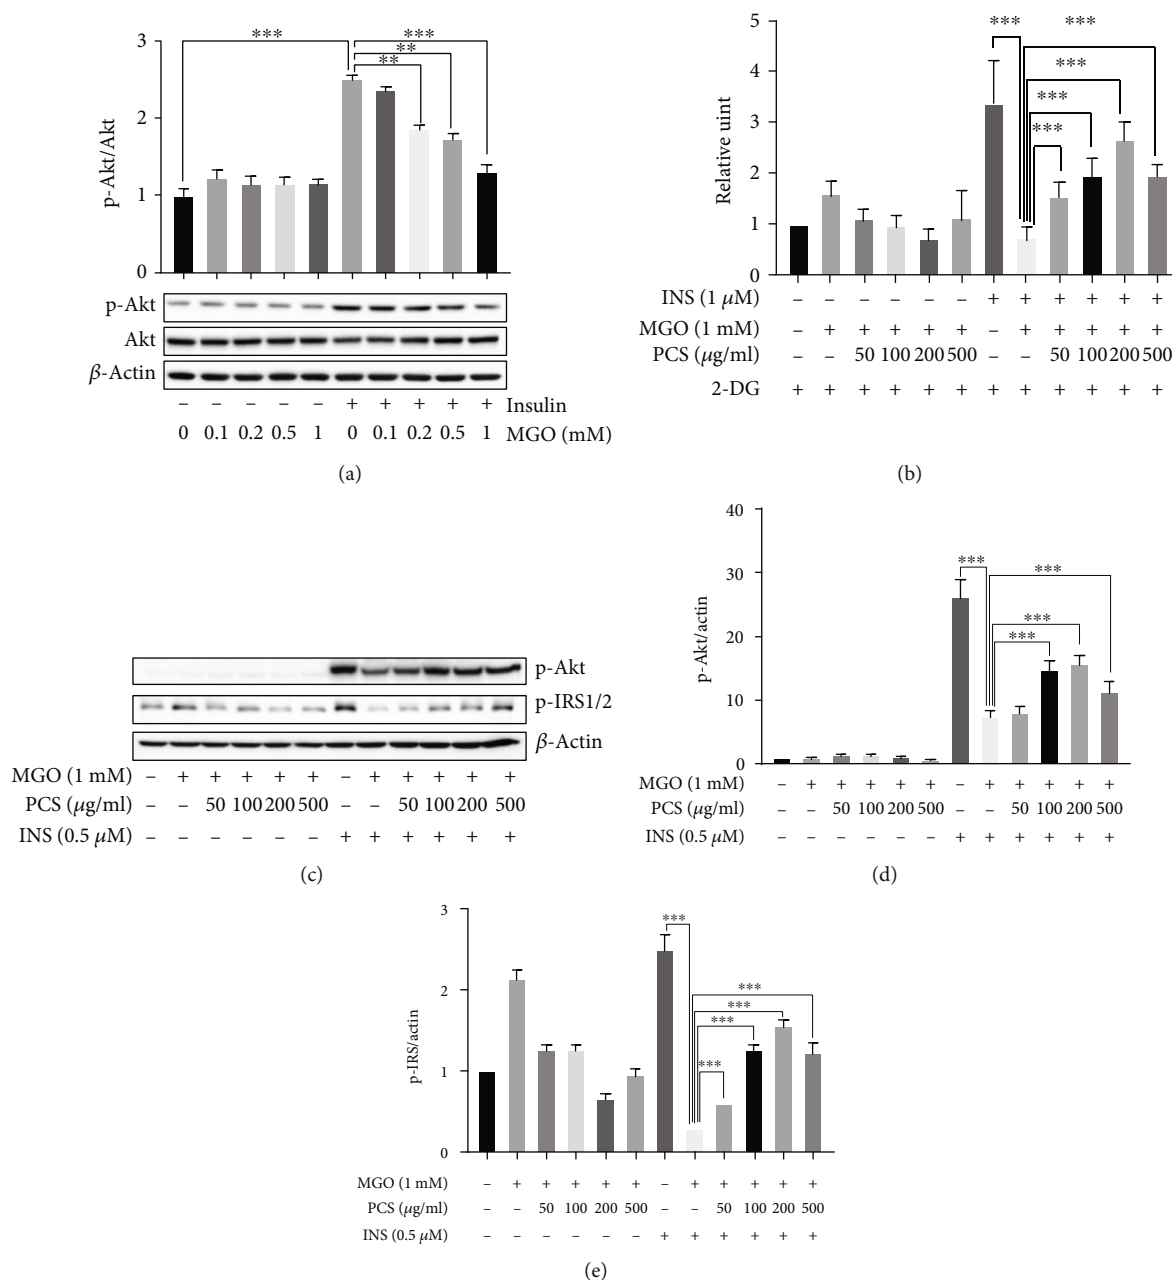 ***
***
**
**
3
2
1
0
p-Akt/Akt
p-Akt
Akt
β-Actin
– – – – – + + + + + Insulin
0 0.1 0.2 0.5 1 0 0.1 0.2 0.5 1 MGO (mM)
(a)
***
***
***
***
***
5
4
3
2
1
0
Relative uint
INS (1 μM) – – – – – – + + + + + +
MGO (1 mM) – + + + + + – + + + + +
PCS (μg/ml) – – 50 100 200 500 – – 50 100 200 500
2-DG + + + + + + + + + + + +
(b)
p-Akt
p-IRS1/2
β-Actin
MGO (1 mM) – + + + + + – + + + + +
PCS (μg/ml) – – 50 100 200 500 – – 50 100 200 500
INS (0.5 μM) – – – – – – + + + + + +
(c)
40
30
20
10
0
p-Akt/actin
***
***
***
***
MGO (1 mM) – + + + + + – + + + + +
PCS (μg/ml) – – 50 100 200 500 – – 50 100 200 500
INS (0.5 μM) – – – – – – + + + + + +
(d)
3
2
1
0
p-IRS/actin
***
***
***
***
***
MGO (1 mM) – + + + + + – + + + + +
PCS (μg/ml) – – 50 100 200 500 – – 50 100 200 500
INS (0.5 μM) – – – – – – + + + + + +
(e)